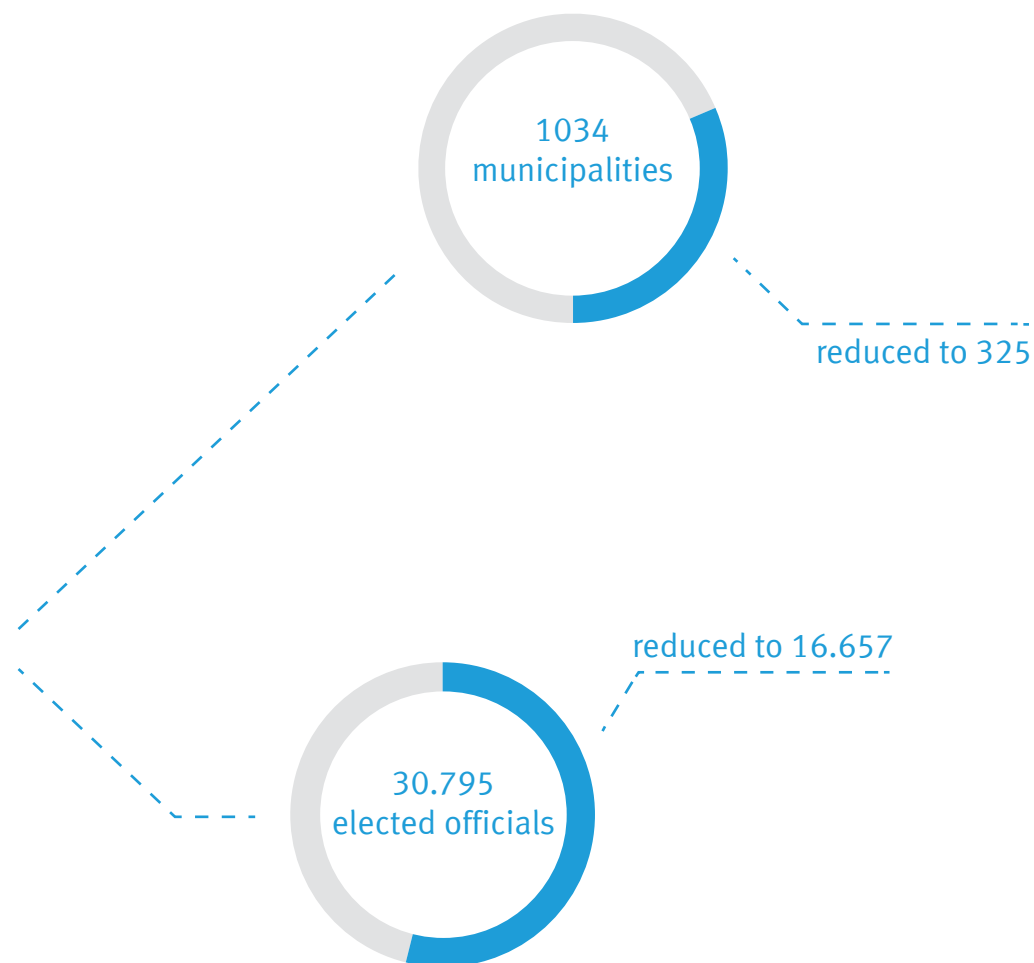 1034
municipalities
reduced to 325
reduced to 16.657
30.795
elected officials